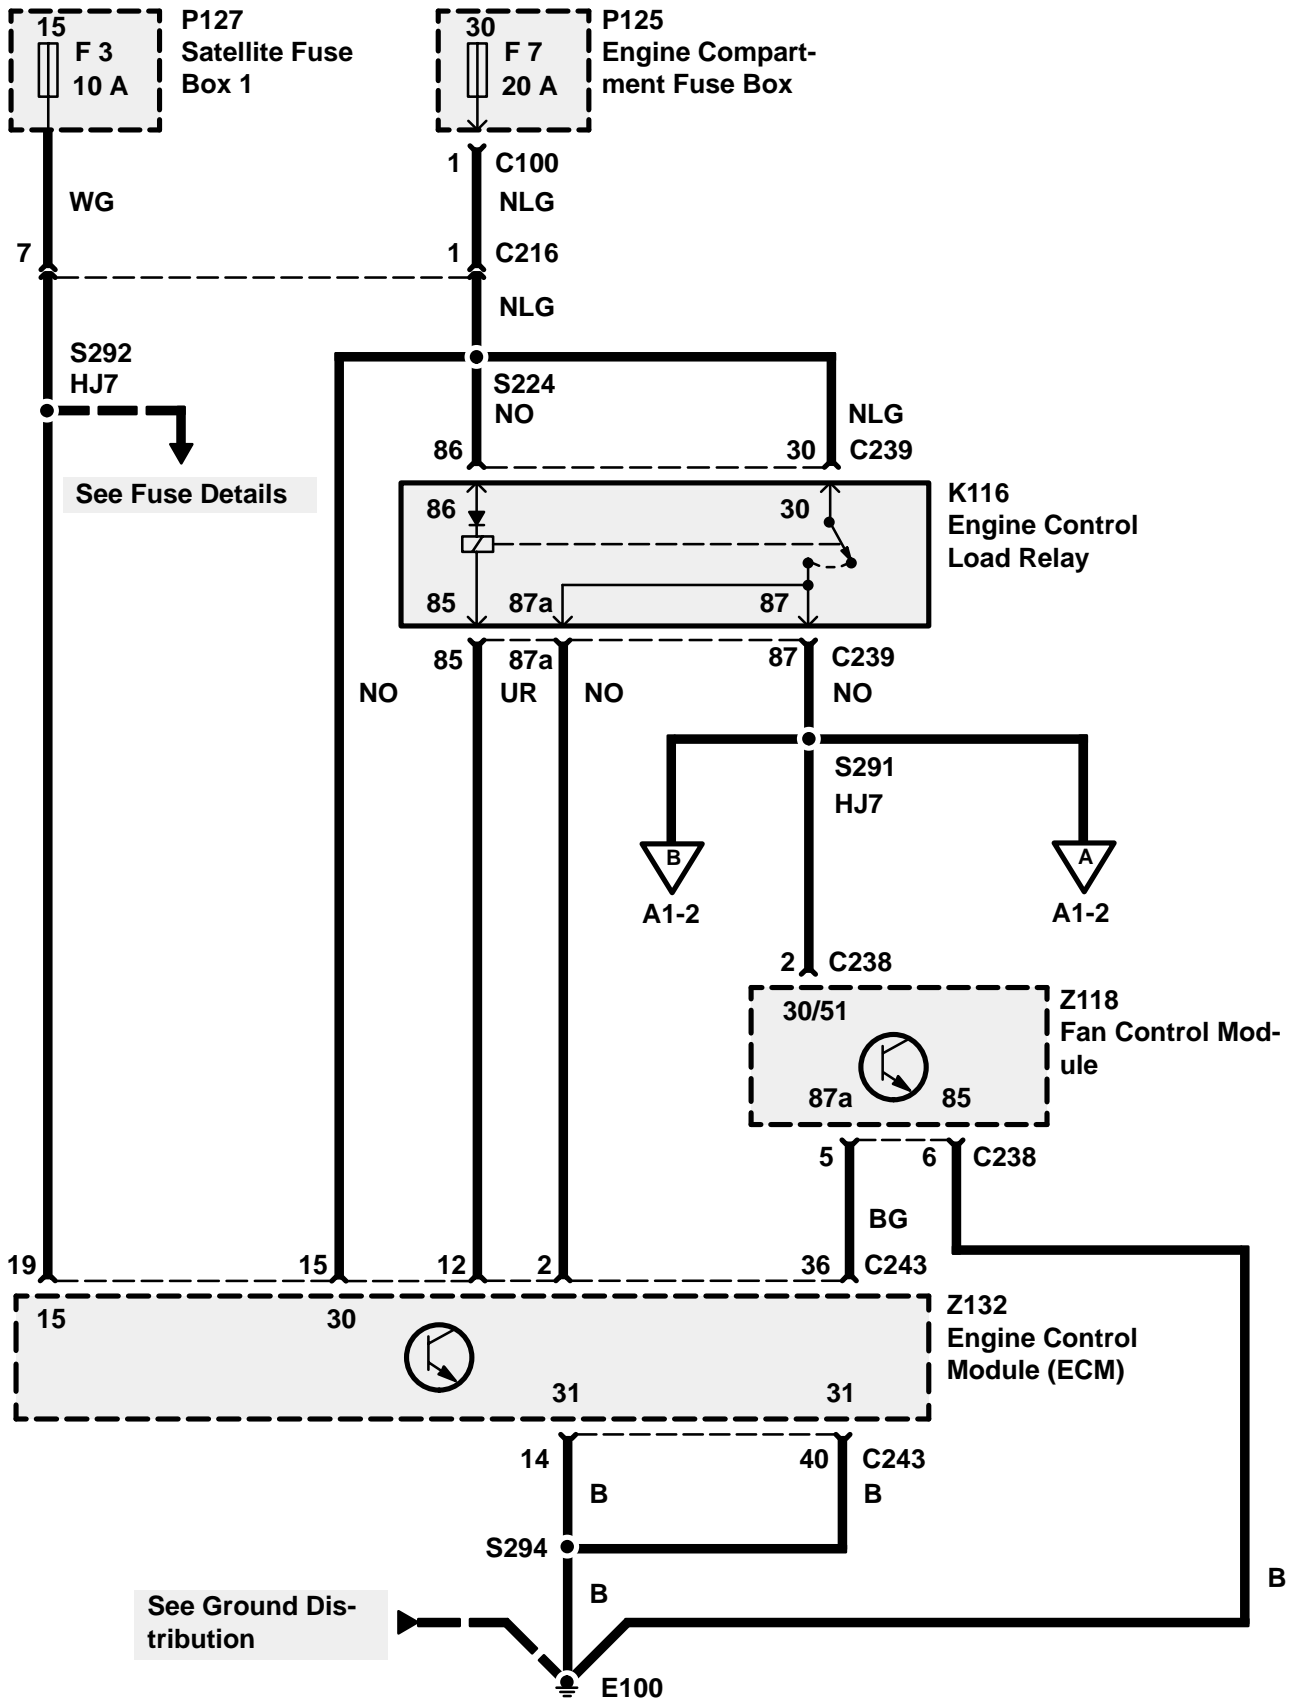 15
F 3
10 A
P127
Satellite Fuse
Box 1
30
F 7
20 A
P125
Engine Compart-
ment Fuse Box
1 C100
WG
NLG
7
1 C216
NLG
S292
HJ7
S224
NO
NLG
86
30 C239
See Fuse Details
86
30
K116
Engine Control
Load Relay
85 87a 87
85 87a 87 C239
NO UR NO NO
S291
HJ7
B
A
A1-2
A1-2
2 C238
30/51
Z118
Fan Control Mod-
ule
87a 85
5 6 C238
BG
19 15 12 2 36 C243
15 30
Z132
Engine Control
Module (ECM)
31 31
14 40 C243
B B
S294
B
B
See Ground Dis-
tribution
E100